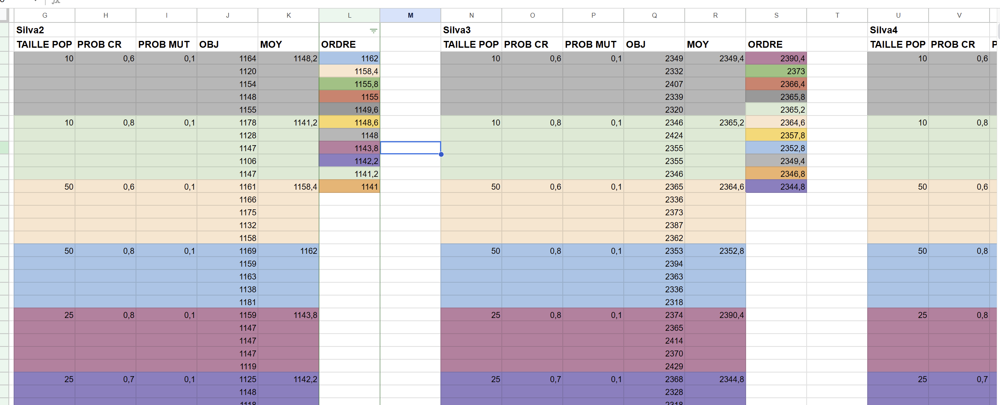 G H I J K L M N O P Q R S T U V
Silva2 Silva3 Silva4
TAILLE POP PROB CR PROB MUT OBJ MOY ORDRE TAILLE POP PROB CR PROB MUT OBJ MOY ORDRE TAILLE POP PROB CR
10 0,6 0,1 1164 1148,2 1162 10 0,6 0,1 2349 2349,4 2390,4 10 0,6
1120 1158,4 2332 2373
1154 1155,8 2407 2366,4
1148 1155 2339 2365,8
1155 1149,6 2320 2365,2
10 0,8 0,1 1178 1141,2 1148,6 10 0,8 0,1 2346 2365,2 2364,6 10 0,8
1128 1148 2424 2357,8
1147 1143,8 2355 2352,8
1106 1142,2 2355 2349,4
1147 1141,2 2346 2346,8
50 0,6 0,1 1161 1158,4 1141 50 0,6 0,1 2365 2364,6 2344,8 50 0,6
1166 2336
1175 2373
1132 2387
1158 2362
50 0,8 0,1 1169 1162 50 0,8 0,1 2353 2352,8 50 0,8
1159 2394
1163 2363
1138 2336
1181 2318
25 0,8 0,1 1159 1143,8 25 0,8 0,1 2374 2390,4 25 0,8
1147 2365
1147 2414
1147 2370
1119 2429
25 0,7 0,1 1125 1142,2 25 0,7 0,1 2368 2344,8 25 0,7
1148 2328
1118 2318